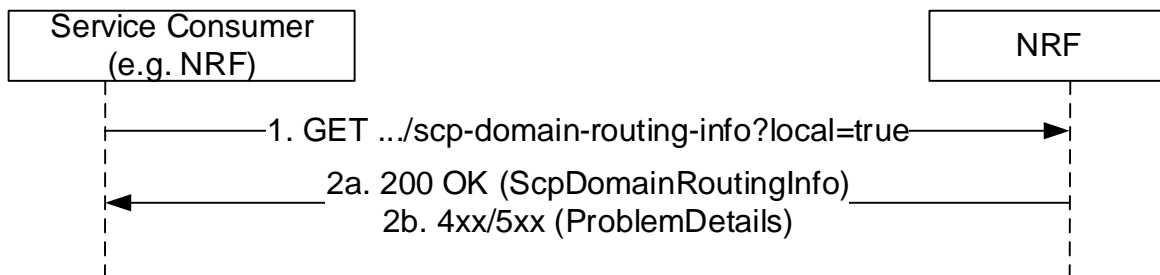 Service Consumer
(e.g. NRF)
NRF
1. GET .../scp-domain-routing-info?local=true
2a. 200 OK (ScpDomainRoutingInfo)
2b. 4xx/5xx (ProblemDetails)